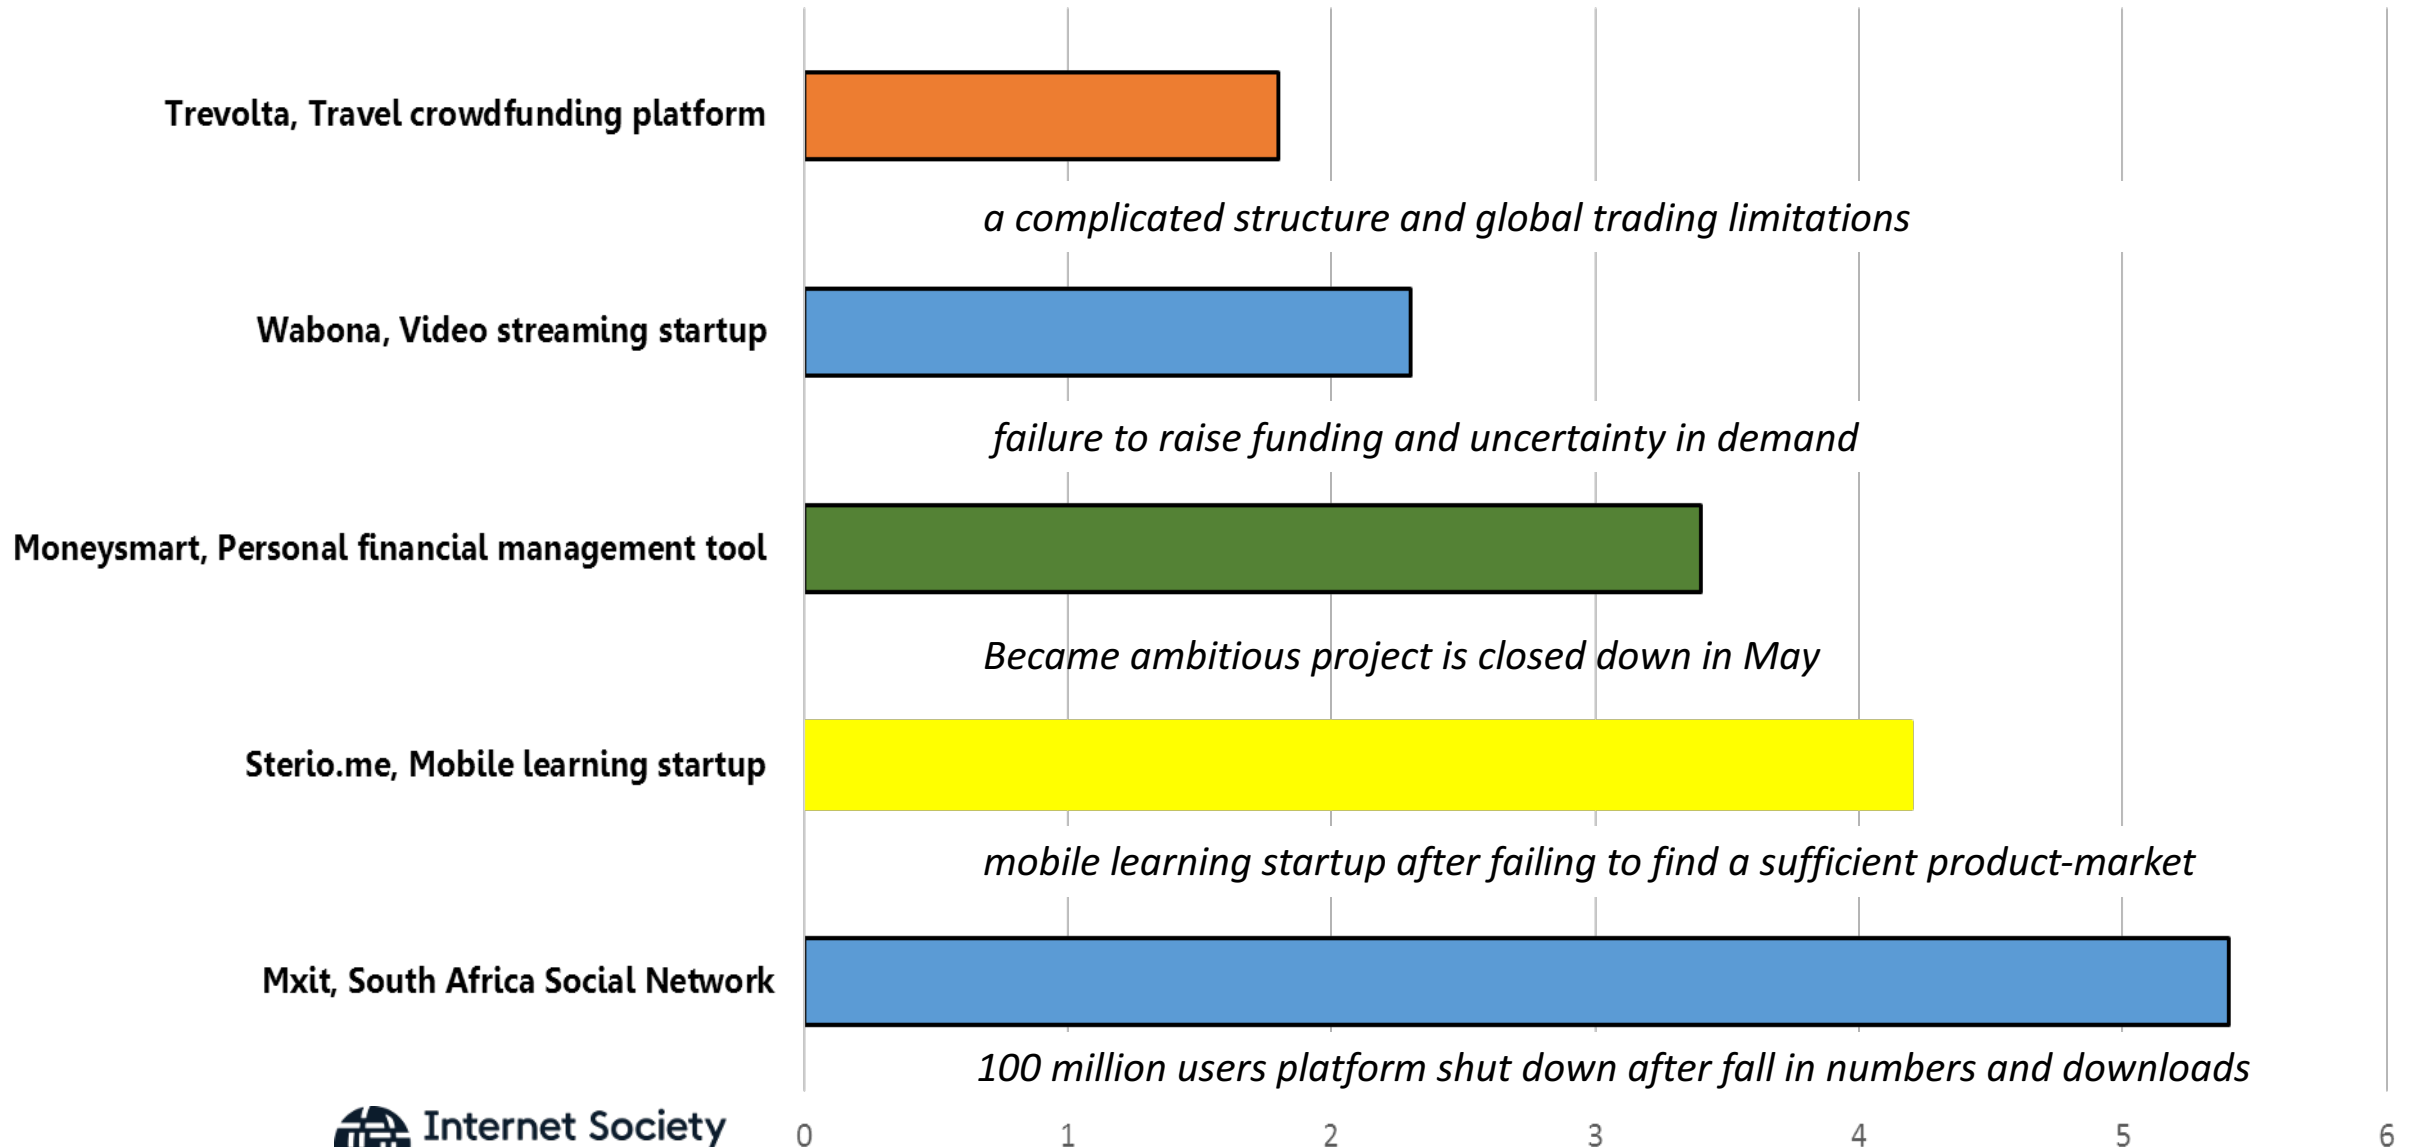 Trevolta, Travel crowdfunding platform
a complicated structure and global trading limitations
Wabona, Video streaming startup
failure to raise funding and uncertainty in demand
Moneysmart, Personal financial management tool
Became ambitious project is closed down in May
Sterio.me, Mobile learning startup
mobile learning startup after failing to find a sufficient product-market
Mxit, South Africa Social Network
100 million users platform shut down after fall in numbers and downloads
Internet Society
0 1 2 3 4 5 6